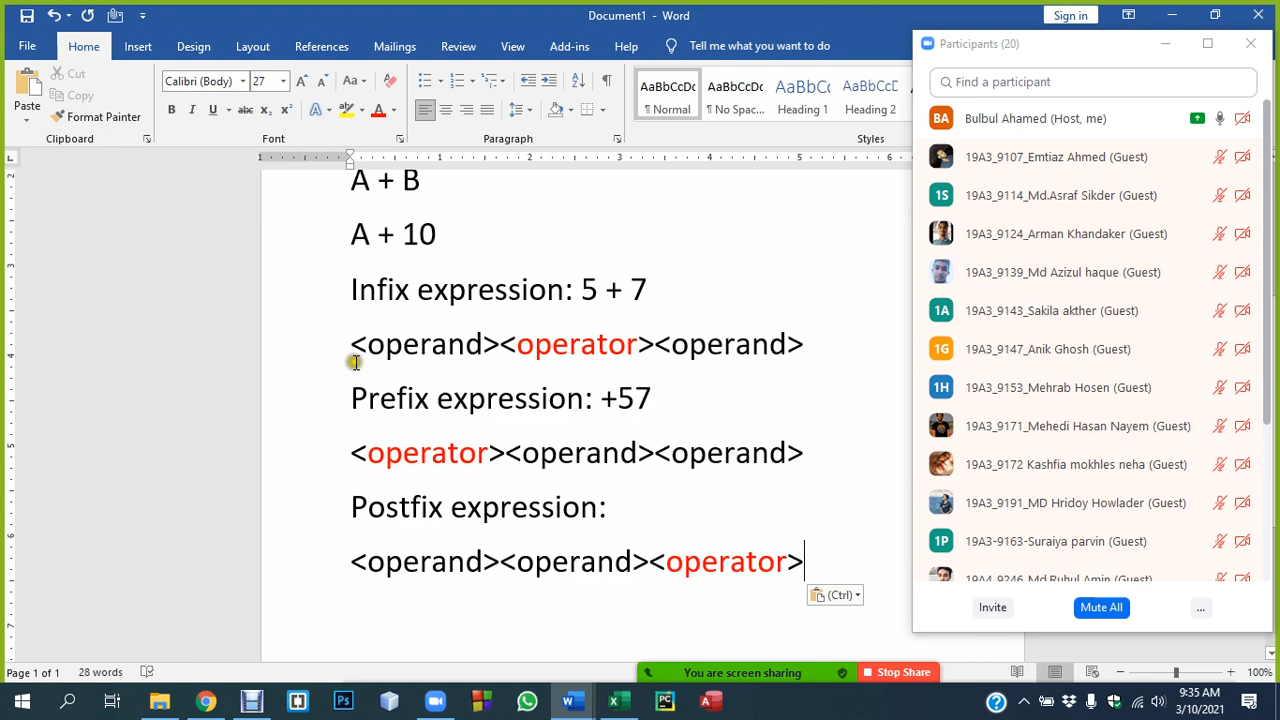 Document1 - Word
Sign in
File Home Insert Design Layout References Mailings Review View Add-ins Help Tell me what you want to do
Paste
Cut
Copy
Format Painter
Clipboard
Calibri (Body) 27
Font
Paragraph
AaBbCcDc AaBbCcDc AaBbCc AaBbCcD
¶ Normal ¶ No Spac... Heading 1 Heading 2
Styles
A + B
A + 10
Infix expression: 5 + 7
<operand><operator><operand>
Prefix expression: +57
<operator><operand><operand>
Postfix expression:
<operand><operand><operator>
(Ctrl)
Participants (20)
Find a participant
BA Bulbul Ahamed (Host, me)
19A3_9107_Emtiaz Ahmed (Guest)
1S 19A3_9114_Md.Asraf Sikder (Guest)
19A3_9124_Arman Khandaker (Guest)
19A3_9139_Md Azizul haque (Guest)
1A 19A3_9143_Sakila akther (Guest)
1G 19A3_9147_Anik Ghosh (Guest)
1H 19A3_9153_Mehrab Hosen (Guest)
19A3_9171_Mehedi Hasan Nayem (Guest)
19A3_9172 Kashfia mokhles neha (Guest)
19A3_9191_MD Hridoy Howlader (Guest)
1P 19A3-9163-Suraiya parvin (Guest)
19A4_9246_Md Ruhul Amin (Guest)
Invite Mute All ...
Page 1 of 1 28 words
You are screen sharing Stop Share
100%
9:35 AM
3/10/2021